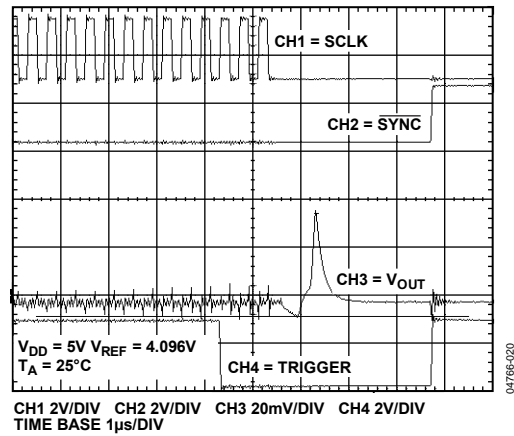 CH1 = SCLK
CH2 = SYNC
CH3 = VOUT
VDD = 5V VREF = 4.096V
TA = 25°C
CH4 = TRIGGER
CH1 2V/DIV CH2 2V/DIV CH3 20mV/DIV CH4 2V/DIV
TIME BASE 1µs/DIV
04766-020